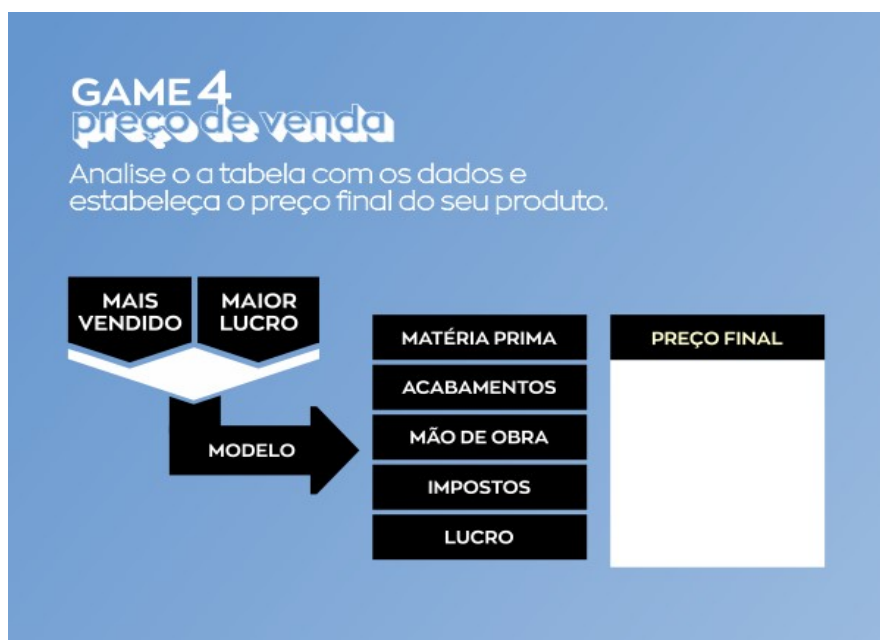 GAME 4
preço de venda
Analise o a tabela com os dados e
estabeleça o preço final do seu produto.
MAIS
VENDIDO
MAIOR
LUCRO
MODELO
MATÉRIA PRIMA
ACABAMENTOS
MÃO DE OBRA
IMPOSTOS
LUCRO
PREÇO FINAL